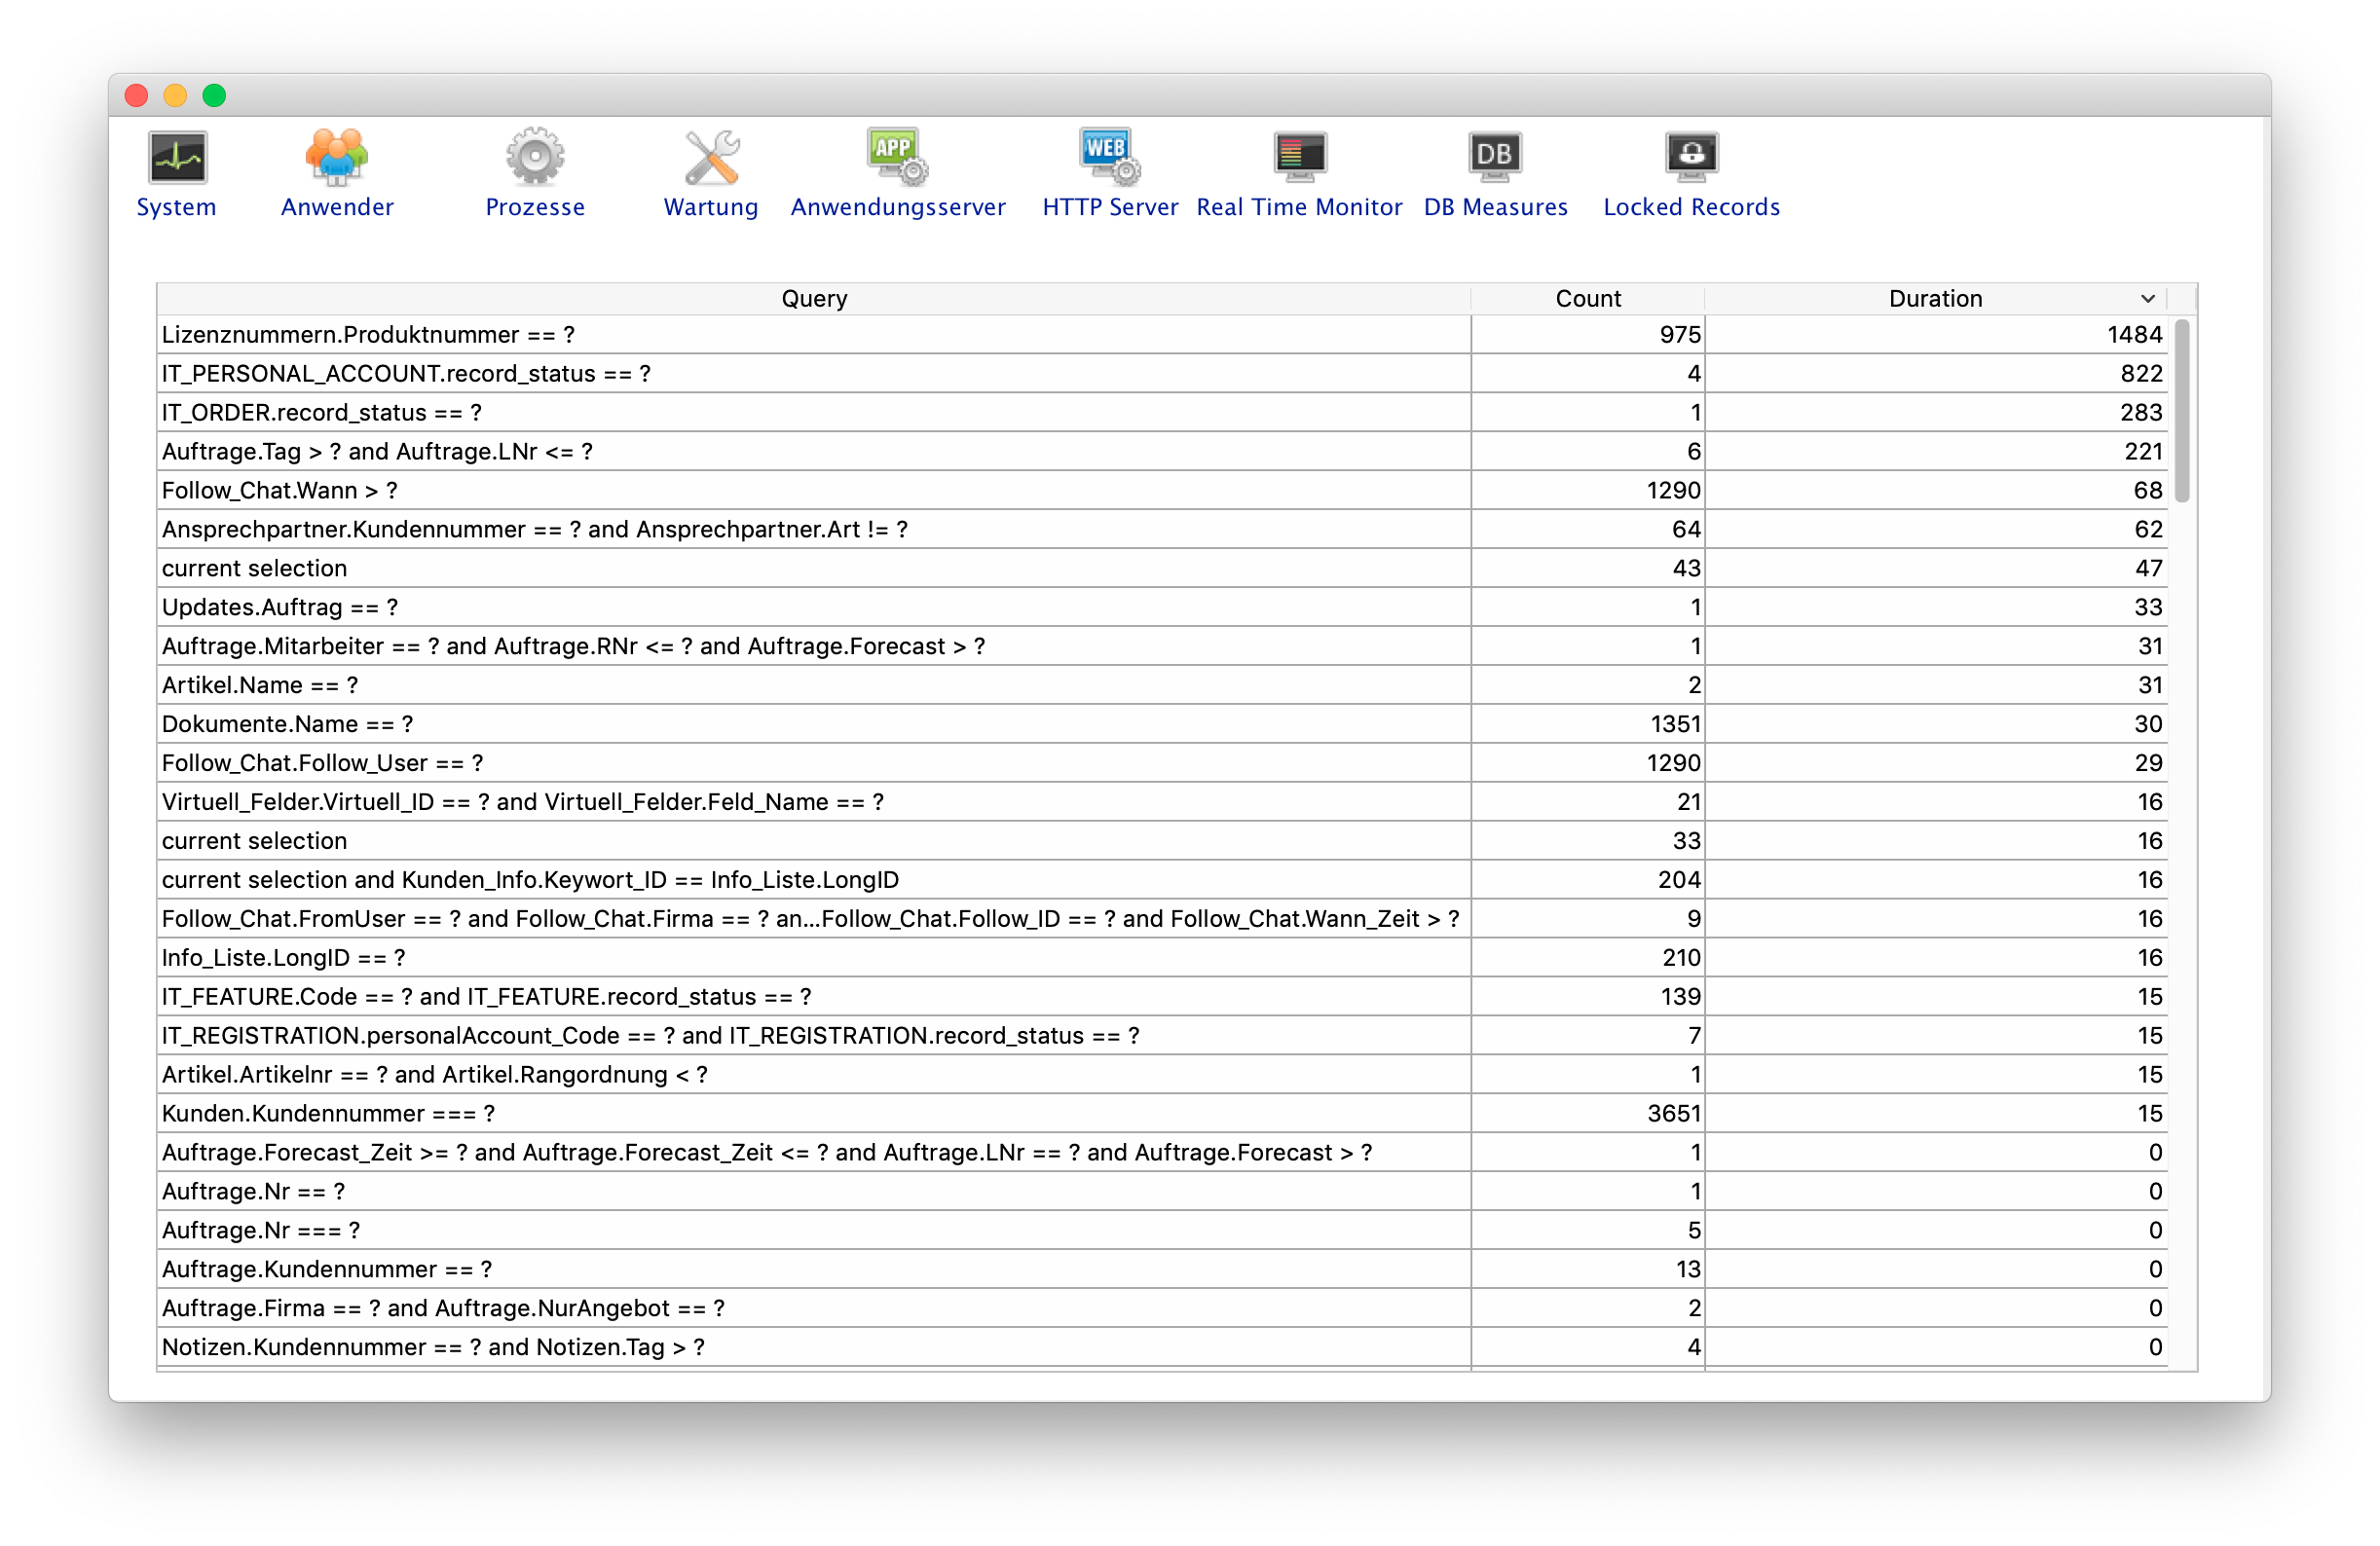 APP
WEB
DB
System Anwender Prozesse Wartung Anwendungsserver HTTP Server Real Time Monitor DB Measures Locked Records
Query Count Duration
Lizenznummern.Produktnummer == ? 975 1484
IT_PERSONAL_ACCOUNT.record_status == ? 4 822
IT_ORDER.record_status == ? 1 283
Auftrage.Tag > ? and Auftrage.LNr <= ? 6 221
Follow_Chat.Wann > ? 1290 68
Ansprechpartner.Kundennummer == ? and Ansprechpartner.Art != ? 64 62
current selection 43 47
Updates.Auftrag == ? 1 33
Auftrage.Mitarbeiter == ? and Auftrage.RNr <= ? and Auftrage.Forecast > ? 1 31
Artikel.Name == ? 2 31
Dokumente.Name == ? 1351 30
Follow_Chat.Follow_User == ? 1290 29
Virtuell_Felder.Virtuell_ID == ? and Virtuell_Felder.Feld_Name == ? 21 16
current selection 33 16
current selection and Kunden_Info.Keywort_ID == Info_Liste.LongID 204 16
Follow_Chat.FromUser == ? and Follow_Chat.Firma == ? an...Follow_Chat.Follow_ID == ? and Follow_Chat.Wann_Zeit > ? 9 16
Info_Liste.LongID == ? 210 16
IT_FEATURE.Code == ? and IT_FEATURE.record_status == ? 139 15
IT_REGISTRATION.personalAccount_Code == ? and IT_REGISTRATION.record_status == ? 7 15
Artikel.Artikelnr == ? and Artikel.Rangordnung < ? 1 15
Kunden.Kundennummer === ? 3651 15
Auftrage.Forecast_Zeit >= ? and Auftrage.Forecast_Zeit <= ? and Auftrage.LNr == ? and Auftrage.Forecast > ? 1 0
Auftrage.Nr == ? 1 0
Auftrage.Nr === ? 5 0
Auftrage.Kundennummer == ? 13 0
Auftrage.Firma == ? and Auftrage.NurAngebot == ? 2 0
Notizen.Kundennummer == ? and Notizen.Tag > ? 4 0